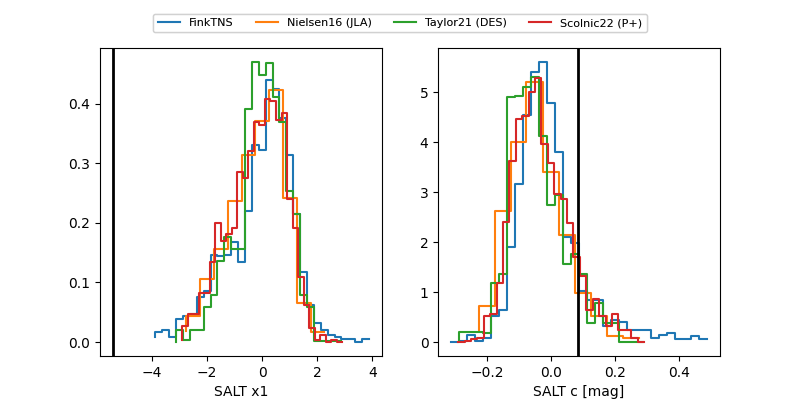 FinkTNS Nielsen16 (JLA) Taylor21 (DES) Scolnic22 (P+)
0.4
0.3
0.2
0.1
0.0
−4 −2 0 2 4
SALT x1
5
4
3
2
1
0
−0.2 0.0 0.2 0.4
SALT c [mag]